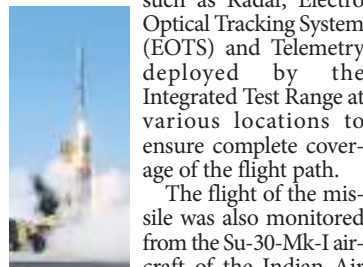 such as Radar, Electro
Optical Tracking System
(EOTS) and Telemetry
deployed by the
Integrated Test Range at
various locations to
ensure complete cover-
age of the flight path.
The flight of the mis-
sile was also monitored
from the Su-30-Mk-I air-
craft of the Indian Air